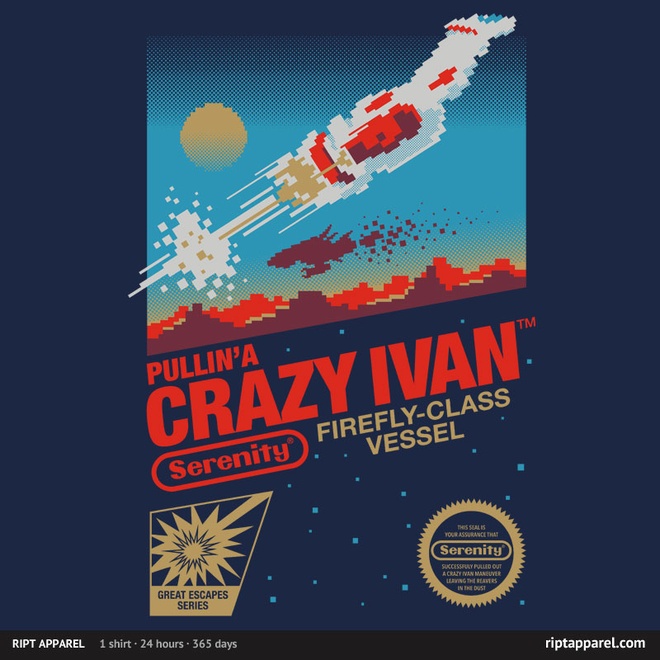 PULLIN'A
CRAZY IVAN™
FIREFLY-CLASS
VESSEL
Serenity®
GREAT ESCAPES
SERIES
THIS SEAL IS
YOUR ASSURANCE THAT
Serenity
SUCCESSFULY PULLED OUT
A CRAZY IVAN MANEUVER
LEAVING THE REAVERS
IN THE DUST
RIPT APPAREL 1 shirt · 24 hours · 365 days
riptapparel.com